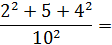 (2² + 5 + 4²) / 10² =